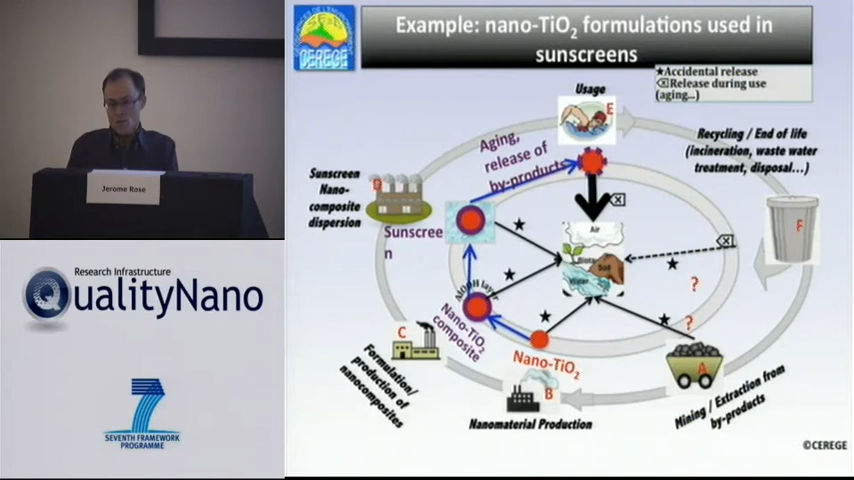 Jerome Rose
Research Infrastructure
QualityNano
7
SEVENTH FRAMEWORK
PROGRAMME
CEREGE
Example: nano-TiO2 formulations used in
sunscreens
★Accidental release
⌫Release during use
(aging...)
Usage
E
Aging,
release of
by-products
Recycling / End of life
(incineration, waste water
treatment, disposal...)
F
Sunscreen
Nano-
composite
dispersion
Sunscree
n
Air
Biota
Soil
Water
AlOOH layer
Nano-TiO2
composite
Nano-TiO2
?
?
C
Formulation/
production of
nanocomposites
B
Nanomaterial Production
A
Mining / Extraction from
by-products
©CEREGE